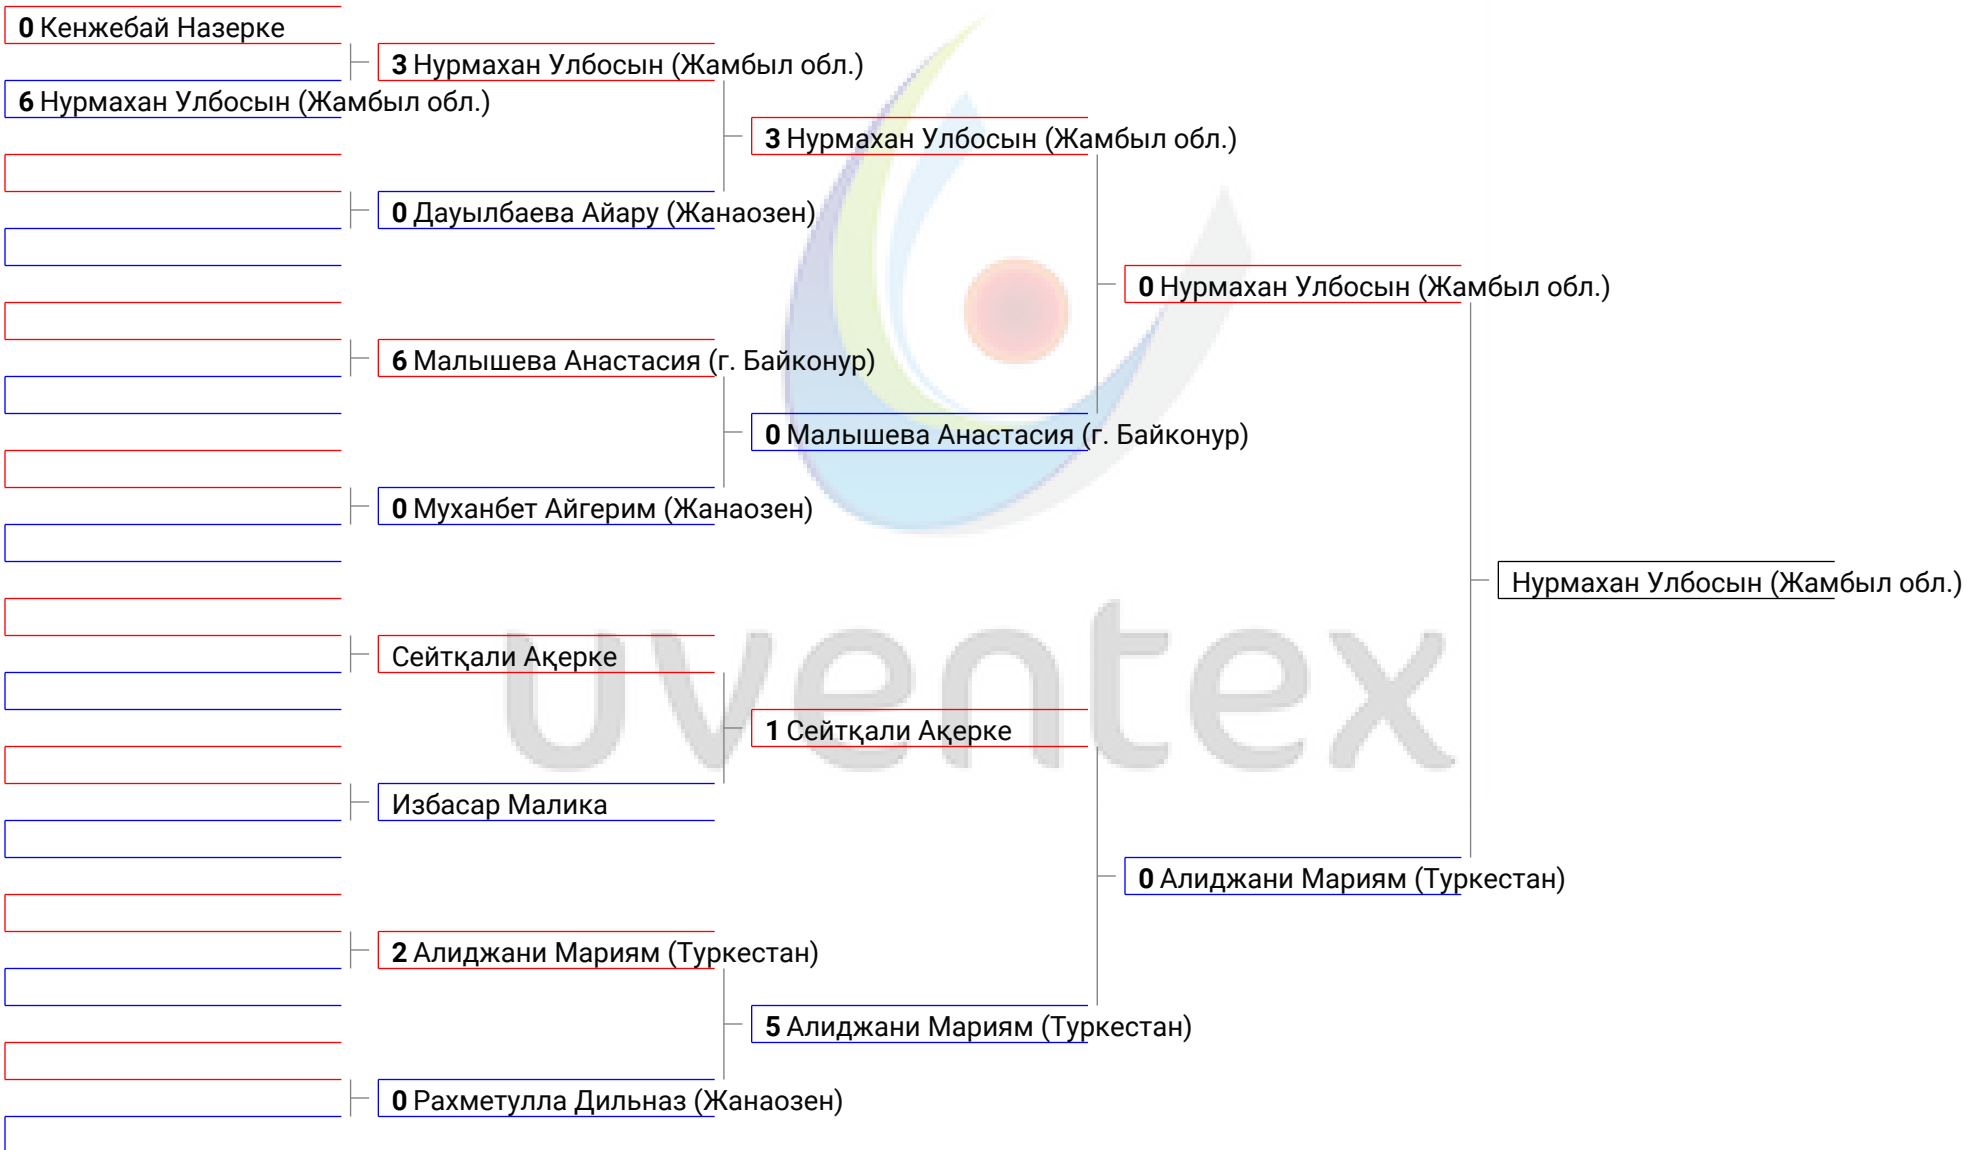 0 Кенжебай Назерке
3 Нурмахан Улбосын (Жамбыл обл.)
6 Нурмахан Улбосын (Жамбыл обл.)
3 Нурмахан Улбосын (Жамбыл обл.)
0 Дауылбаева Айару (Жанаозен)
0 Нурмахан Улбосын (Жамбыл обл.)
6 Малышева Анастасия (г. Байконур)
0 Малышева Анастасия (г. Байконур)
0 Муханбет Айгерим (Жанаозен)
Нурмахан Улбосын (Жамбыл обл.)
Сейтқали Ақерке
uventex
1 Сейтқали Ақерке
Избасар Малика
0 Алиджани Мариям (Туркестан)
2 Алиджани Мариям (Туркестан)
5 Алиджани Мариям (Туркестан)
0 Рахметулла Дильназ (Жанаозен)